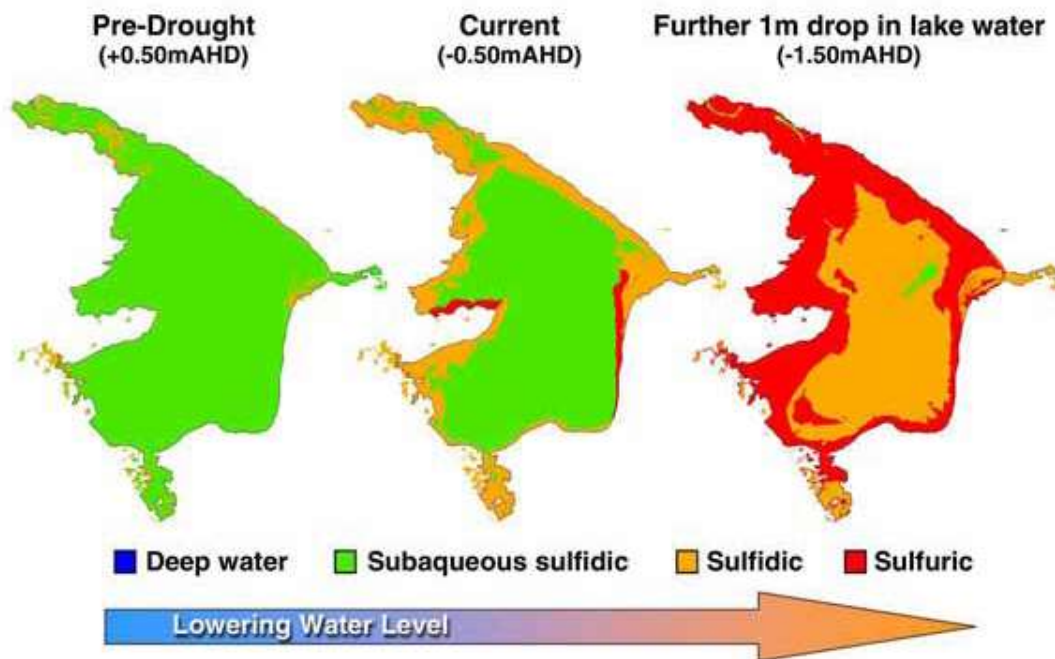 Pre-Drought
(+0.50mAHD)
Current
(-0.50mAHD)
Further 1m drop in lake water
(-1.50mAHD)
Deep water
Subaqueous sulfidic
Sulfidic
Sulfuric
Lowering Water Level